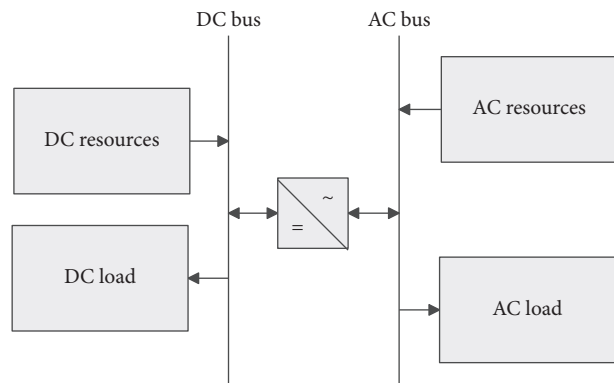 DC bus
AC bus
DC resources
AC resources
~
=
DC load
AC load